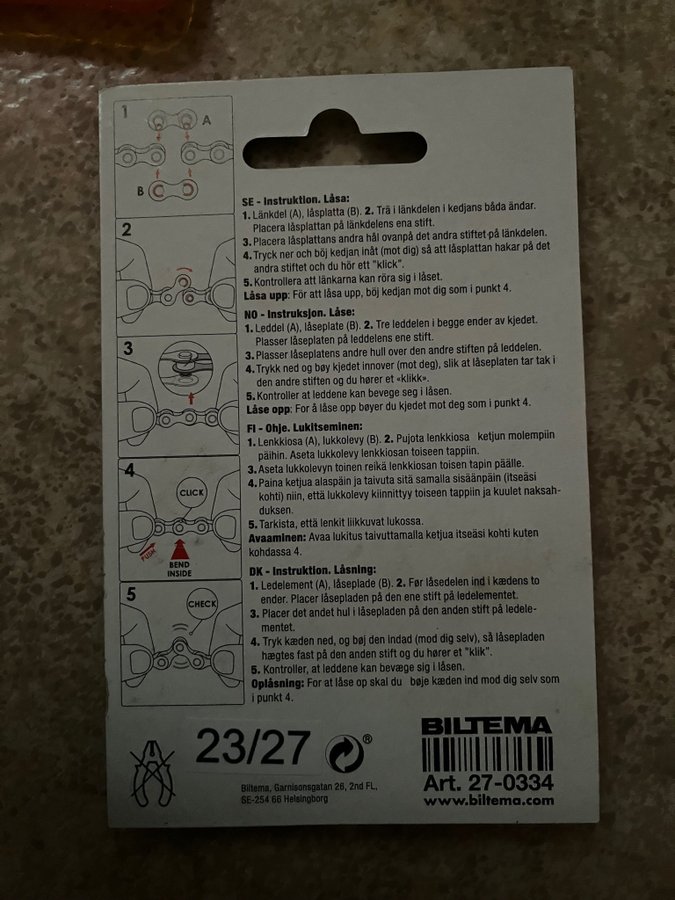 1
A
B
2
3
4
CLICK
PUSH
BEND
INSIDE
5
CHECK
SE - Instruktion. Låsa:
1. Länkdel (A), låsplatta (B). 2. Trä i länkdelen i kedjans båda ändar.
Placera låsplattan på länkdelens ena stift.
3. Placera låsplattans andra hål ovanpå det andra stiftet på länkdelen.
4. Tryck ner och böj kedjan inåt (mot dig) så att låsplattan hakar på det
andra stiftet och du hör ett "klick".
5. Kontrollera att länkarna kan röra sig i låset.
Låsa upp: För att låsa upp, böj kedjan mot dig som i punkt 4.
NO - Instruksjon. Låse:
1. Leddel (A), låseplate (B). 2. Tre leddelen i begge ender av kjedet.
Plasser låseplaten på leddelens ene stift.
3. Plasser låseplatens andre hull over den andre stiften på leddelen.
4. Trykk ned og bøy kjedet innover (mot deg), slik at låseplaten tar tak i
den andre stiften og du hører et «klikk».
5. Kontroller at leddene kan bevege seg i låsen.
Låse opp: For å låse opp bøyer du kjedet mot deg som i punkt 4.
FI - Ohje. Lukitseminen:
1. Lenkkiosa (A), lukkolevy (B). 2. Pujota lenkkiosa ketjun molempiin
päihin. Aseta lukkolevy lenkkiosan toiseen tappiin.
3. Aseta lukkolevyn toinen reikä lenkkiosan toisen tapin päälle.
4. Paina ketjua alaspäin ja taivuta sitä samalla sisäänpäin (itseäsi
kohti) niin, että lukkolevy kiinnittyy toiseen tappiin ja kuulet naksah-
duksen.
5. Tarkista, että lenkit liikkuvat lukossa.
Avaaminen: Avaa lukitus taivuttamalla ketjua itseäsi kohti kuten
kohdassa 4.
DK - Instruktion. Låsning:
1. Ledelement (A), låseplade (B). 2. Før låsedelen ind i kædens to
ender. Placer låsepladen på den ene stift på ledelementet.
3. Placer det andet hul i låsepladen på den anden stift på ledele-
mentet.
4. Tryk kæden ned, og bøj den indad (mod dig selv), så låsepladen
hægtes fast på den anden stift og du hører et "klik".
5. Kontroller, at leddene kan bevæge sig i låsen.
Oplåsning: For at låse op skal du bøje kæden ind mod dig selv som
i punkt 4.
23/27
®
Biltema, Garnisonsgatan 26, 2nd FL,
SE-254 66 Helsingborg
BILTEMA
Art. 27-0334
www.biltema.com